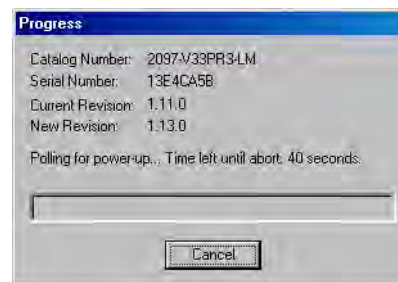 Progress
Catalog Number: 2097-V33PR3-LM
Serial Number: 13E4CA5B
Current Revision: 1.11.0
New Revision: 1.13.0
Polling for power-up... Time left until abort: 40 seconds.
Cancel